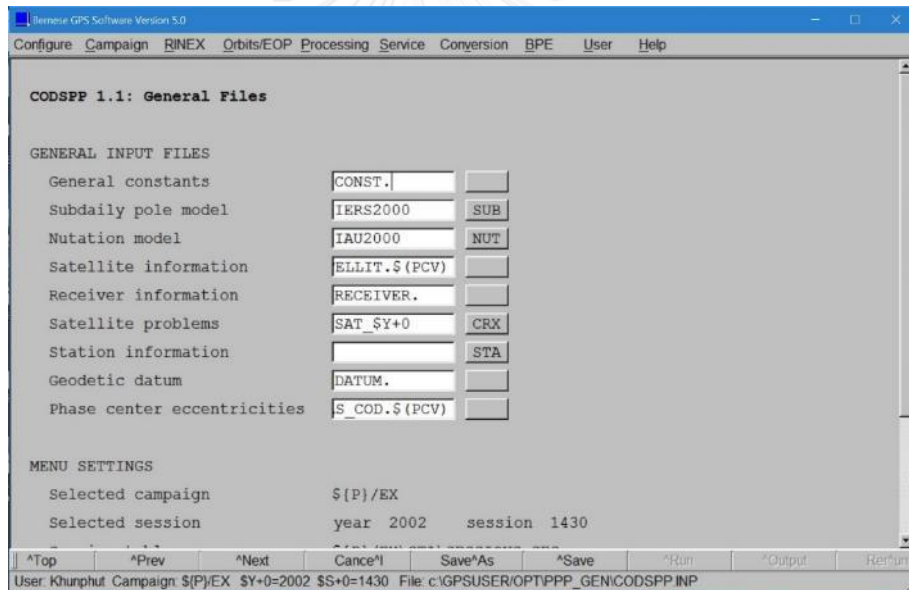 Bernese GPS Software Version 5.0
Configure Campaign RINEX Orbits/EOP Processing Service Conversion BPE User Help
CODSPP 1.1: General Files
GENERAL INPUT FILES
General constants CONST.
Subdaily pole model IERS2000 SUB
Nutation model IAU2000 NUT
Satellite information ELLIT.$(PCV)
Receiver information RECEIVER.
Satellite problems SAT_$Y+0 CRX
Station information STA
Geodetic datum DATUM.
Phase center eccentricities S_COD.$(PCV)
MENU SETTINGS
Selected campaign ${P}/EX
Selected session year 2002 session 1430
^Top ^Prev ^Next Cance^l Save^As ^Save ^Run ^Output Rer^un
User: Khunphut Campaign: ${P}/EX $Y+0=2002 $S+0=1430 File: c:\GPSUSER/OPT\PPP_GEN\CODSPP.INP